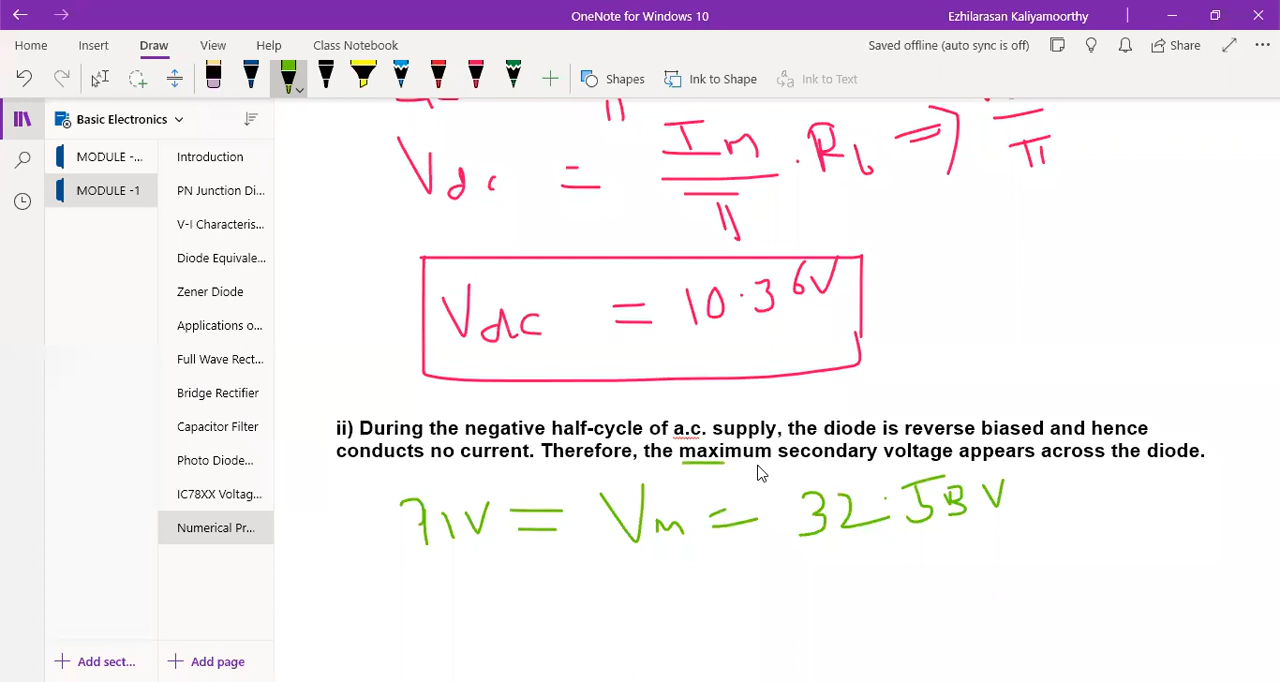 OneNote for Windows 10
Ezhilarasan Kaliyamoorthy
Home Insert Draw View Help Class Notebook
Saved offline (auto sync is off) Share
Shapes Ink to Shape Ink to Text
Basic Electronics
MODULE -...
MODULE -1
Introduction
PN Junction Di...
V-I Characteris...
Diode Equivale...
Zener Diode
Applications o...
Full Wave Rect...
Bridge Rectifier
Capacitor Filter
Photo Diode...
IC78XX Voltag...
Numerical Pr...
Add sect... Add page
Vdc = Im/π . RL ⇒ π
Vdc = 10.36V
ii) During the negative half-cycle of a.c. supply, the diode is reverse biased and hence
conducts no current. Therefore, the maximum secondary voltage appears across the diode.
PIV = Vm = 32.53 V